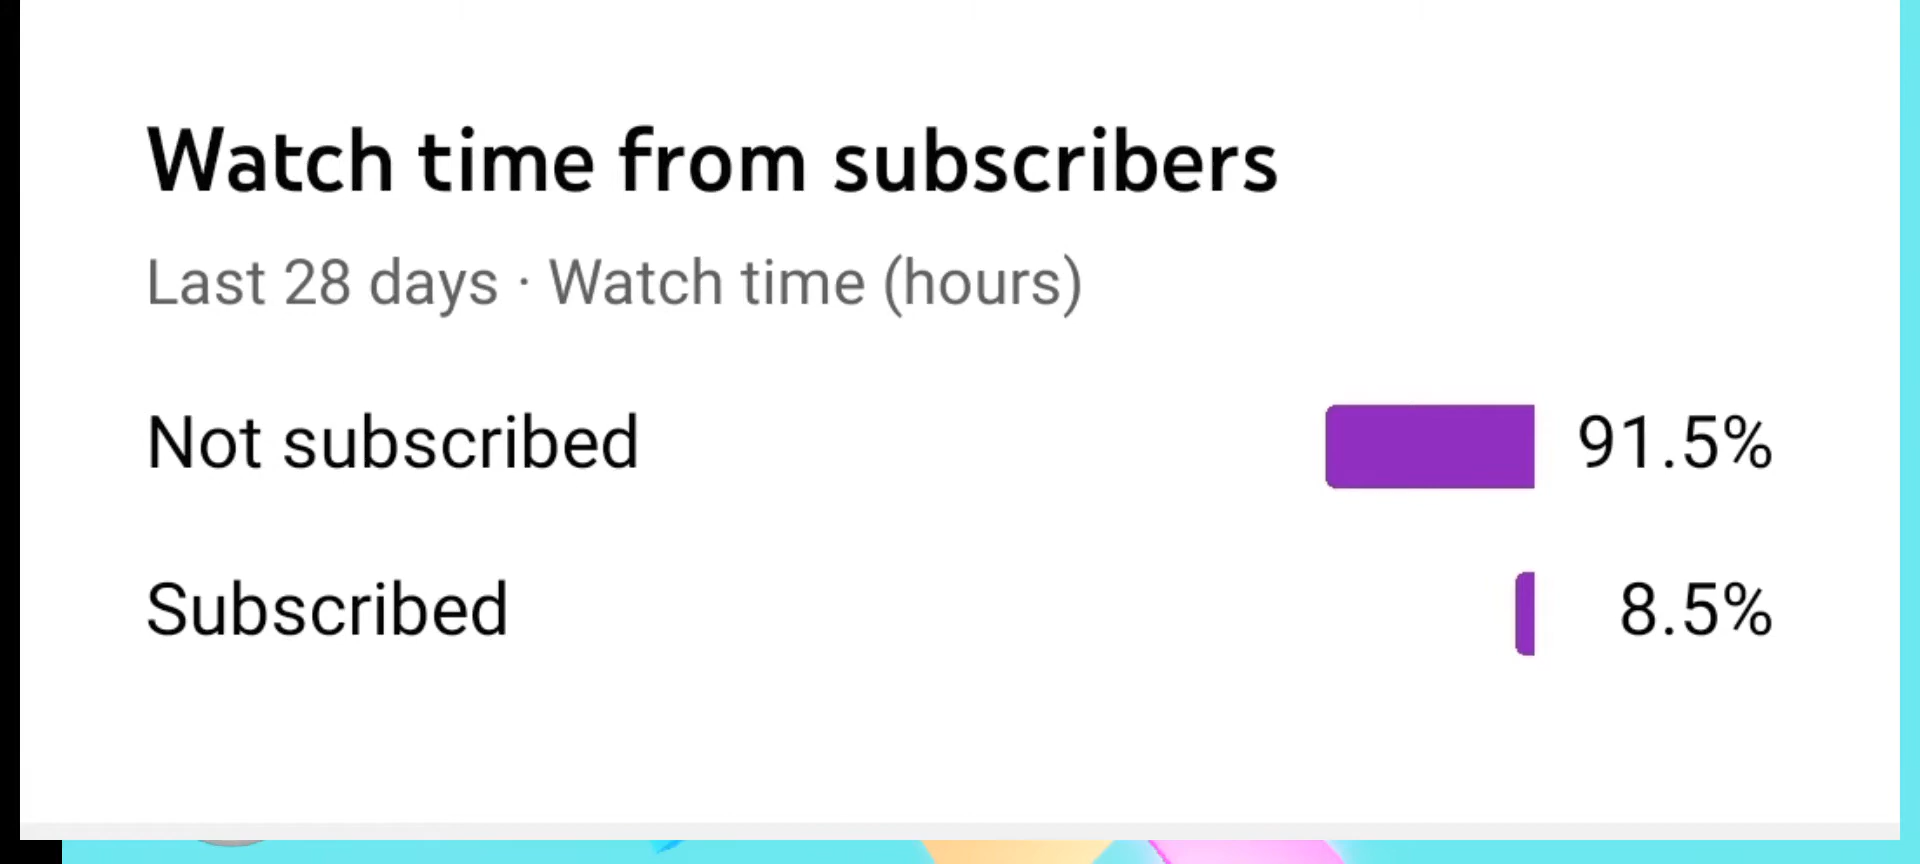 Watch time from subscribers
Last 28 days · Watch time (hours)
Not subscribed 91.5%
Subscribed 8.5%